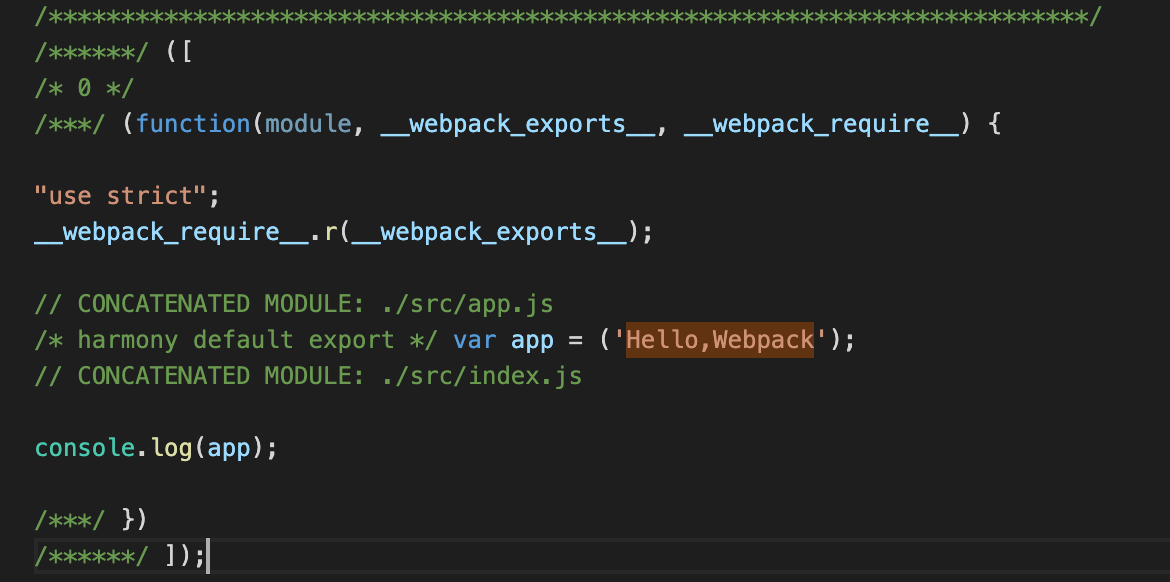 /************************************************************************/
/******/ ([
/* 0 */
/***/ (function(module, __webpack_exports__, __webpack_require__) {
"use strict";
__webpack_require__.r(__webpack_exports__);
// CONCATENATED MODULE: ./src/app.js
/* harmony default export */ var app = ('Hello,Webpack');
// CONCATENATED MODULE: ./src/index.js
console.log(app);
/***/ })
/******/ ]);